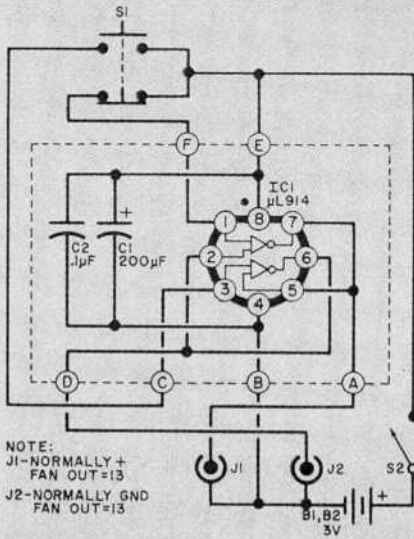 S1
F
E
IC1
μL914
1
8
7
2
6
3
5
4
+
C2
.1μF
C1
200μF
D
C
B
A
NOTE:
J1-NORMALLY +
FAN OUT=13
J2-NORMALLY GND
FAN OUT=13
J1
J2
S2
+
B1,B2
3V